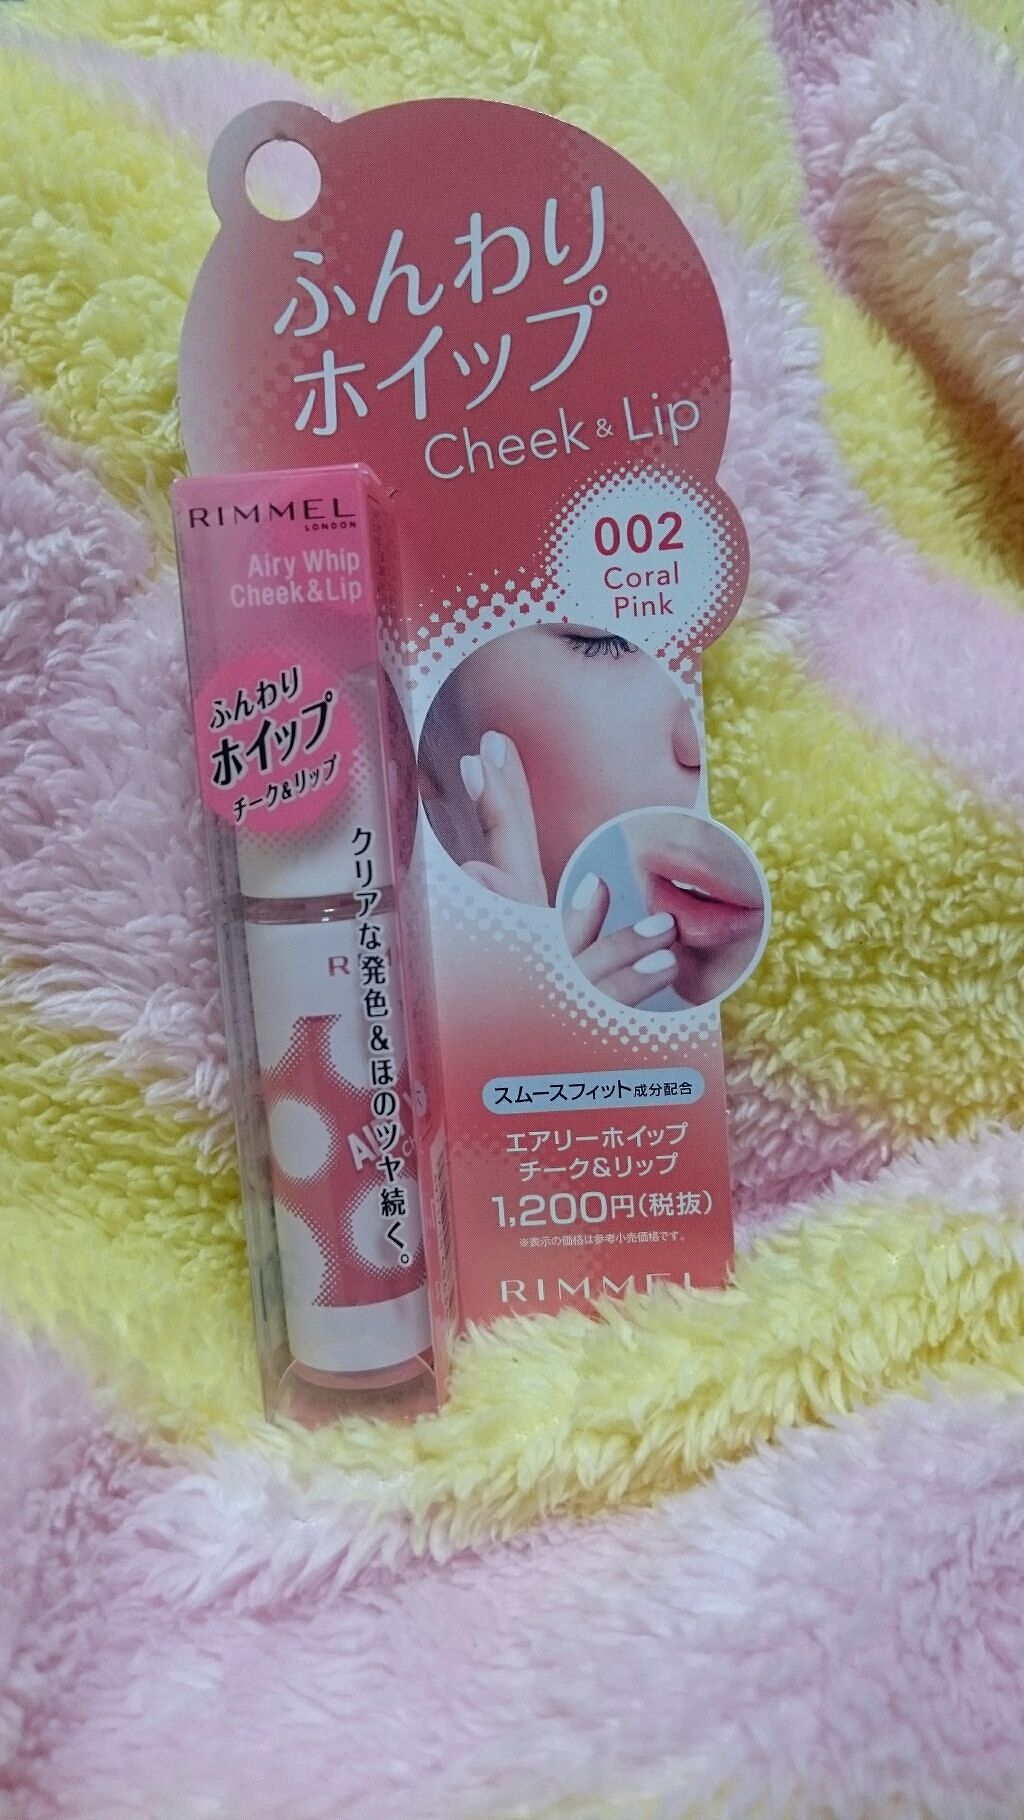 ふんわり
ホイップ
Cheek & Lip
002
Coral
Pink
RIMMEL
LONDON
Airy Whip
Cheek&Lip
ふんわり
ホイップ
チーク&リップ
クリアな発色&ほのツヤ続く。
スムースフィット成分配合
エアリーホイップ
チーク&リップ
1,200円(税抜)
※表示の価格は参考小売価格です。
RIMMEL